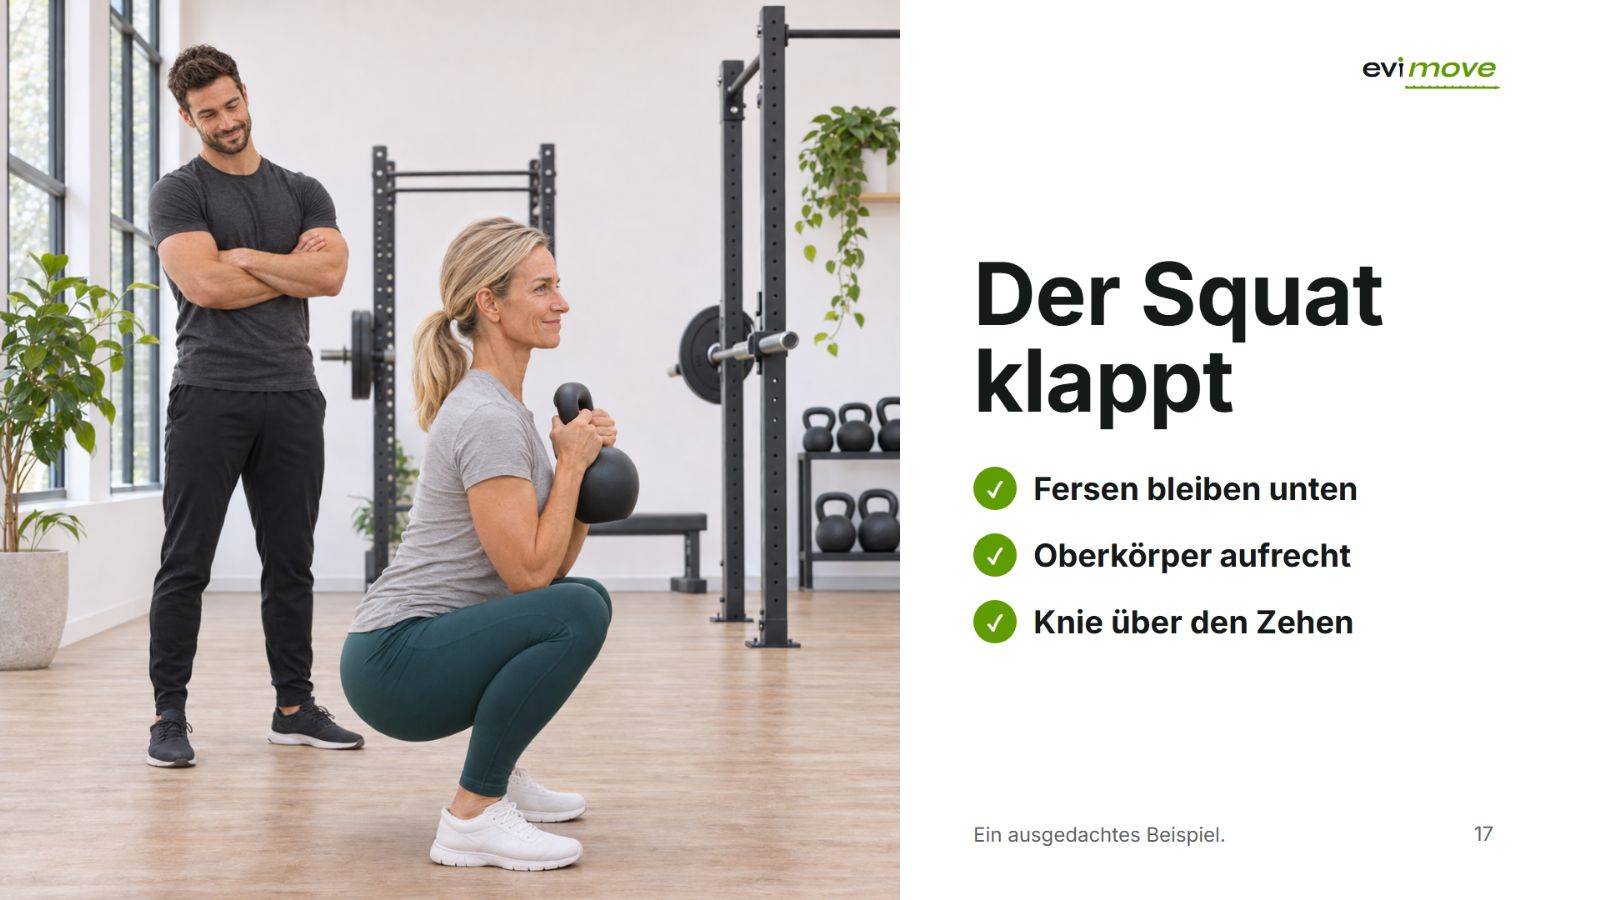 evimove
Der Squat
klappt
✓ Fersen bleiben unten
✓ Oberkörper aufrecht
✓ Knie über den Zehen
Ein ausgedachtes Beispiel.
17